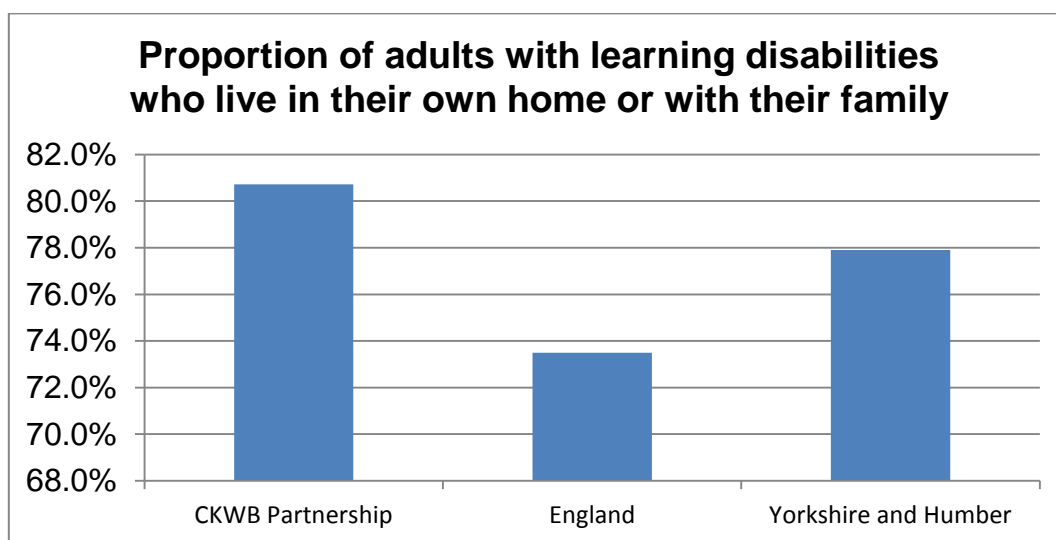 Proportion of adults with learning disabilities
who live in their own home or with their family
82.0%
80.0%
78.0%
76.0%
74.0%
72.0%
70.0%
68.0%
CKWB Partnership England Yorkshire and Humber